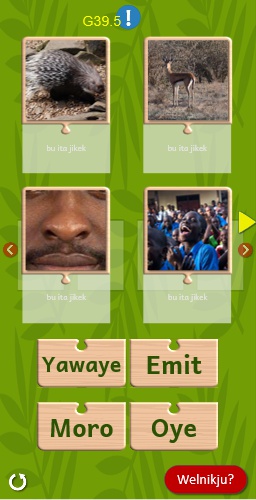 G39.5!
bu ita jikek
bu ita jikek
bu ita jikek
bu ita jikek
Yawaye
Emit
Moro
Oye
Welnikju?